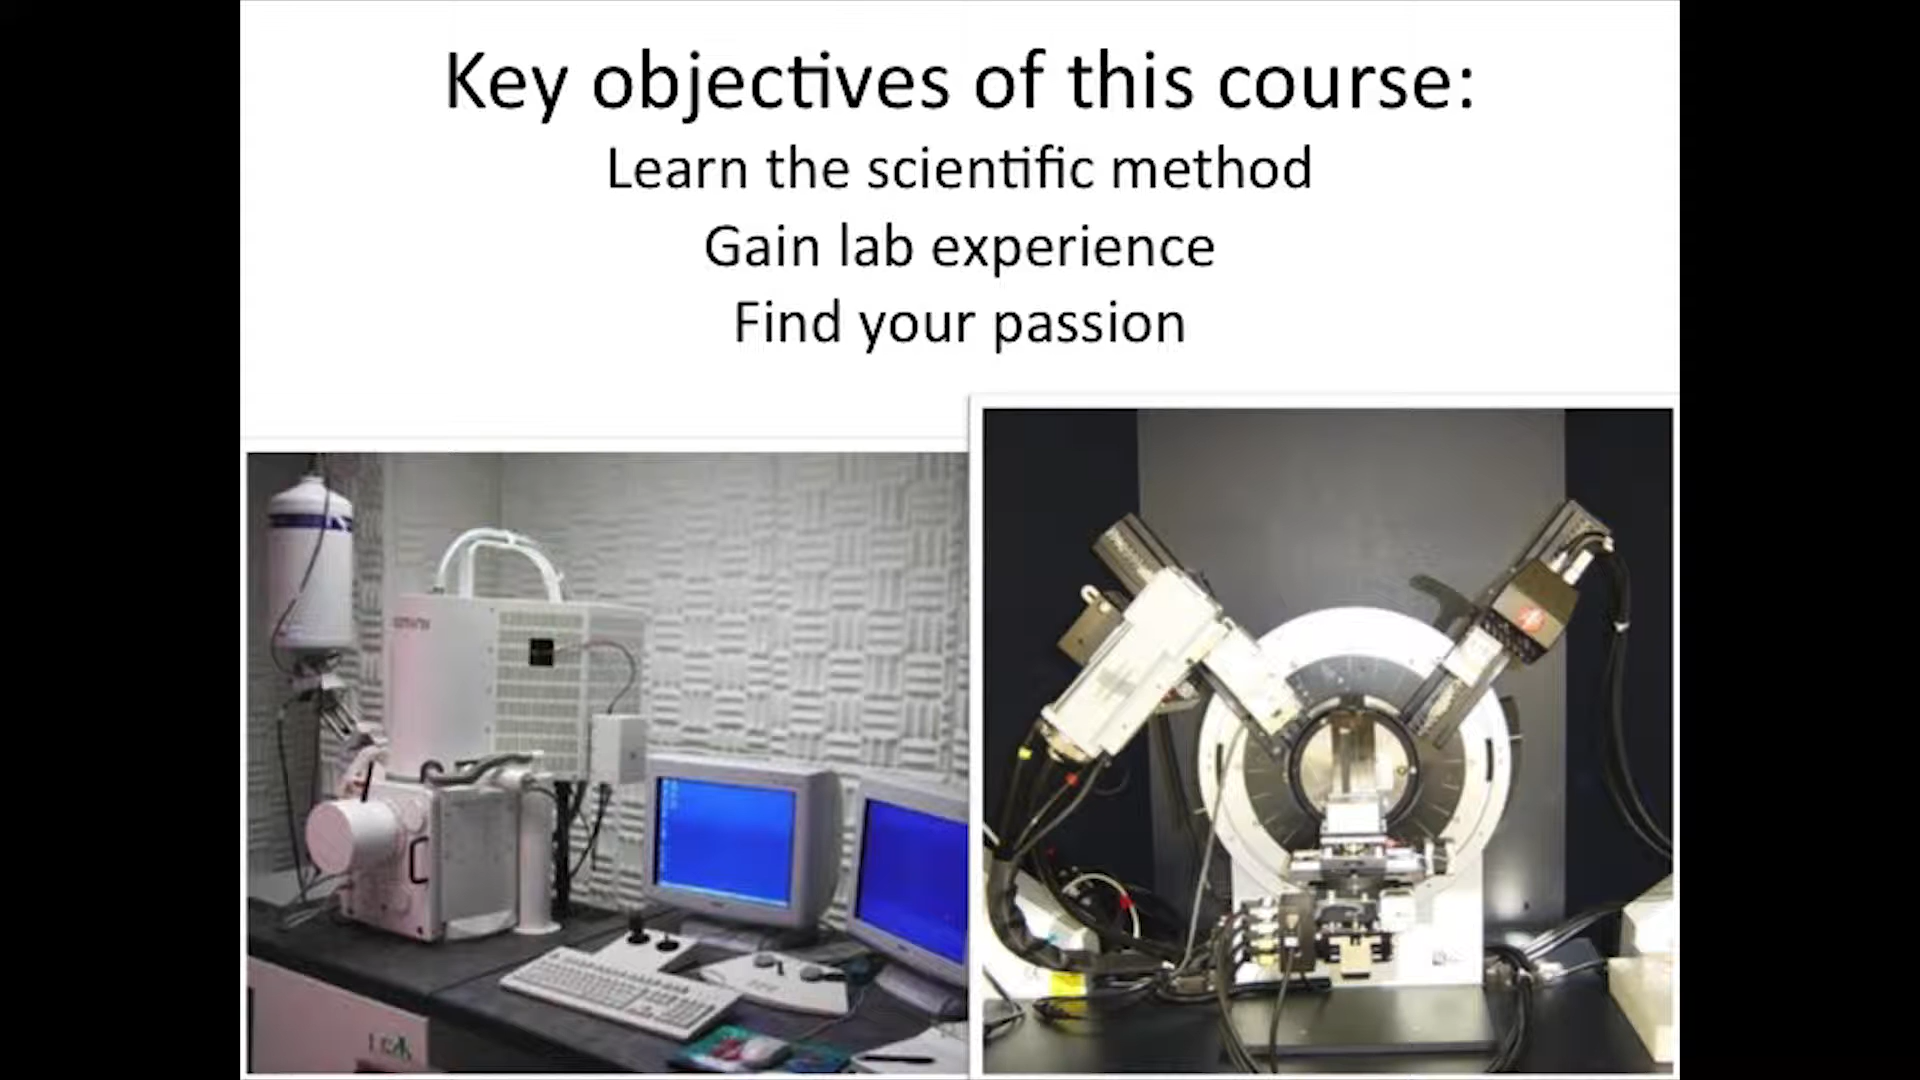 Key objectives of this course:
Learn the scientific method
Gain lab experience
Find your passion